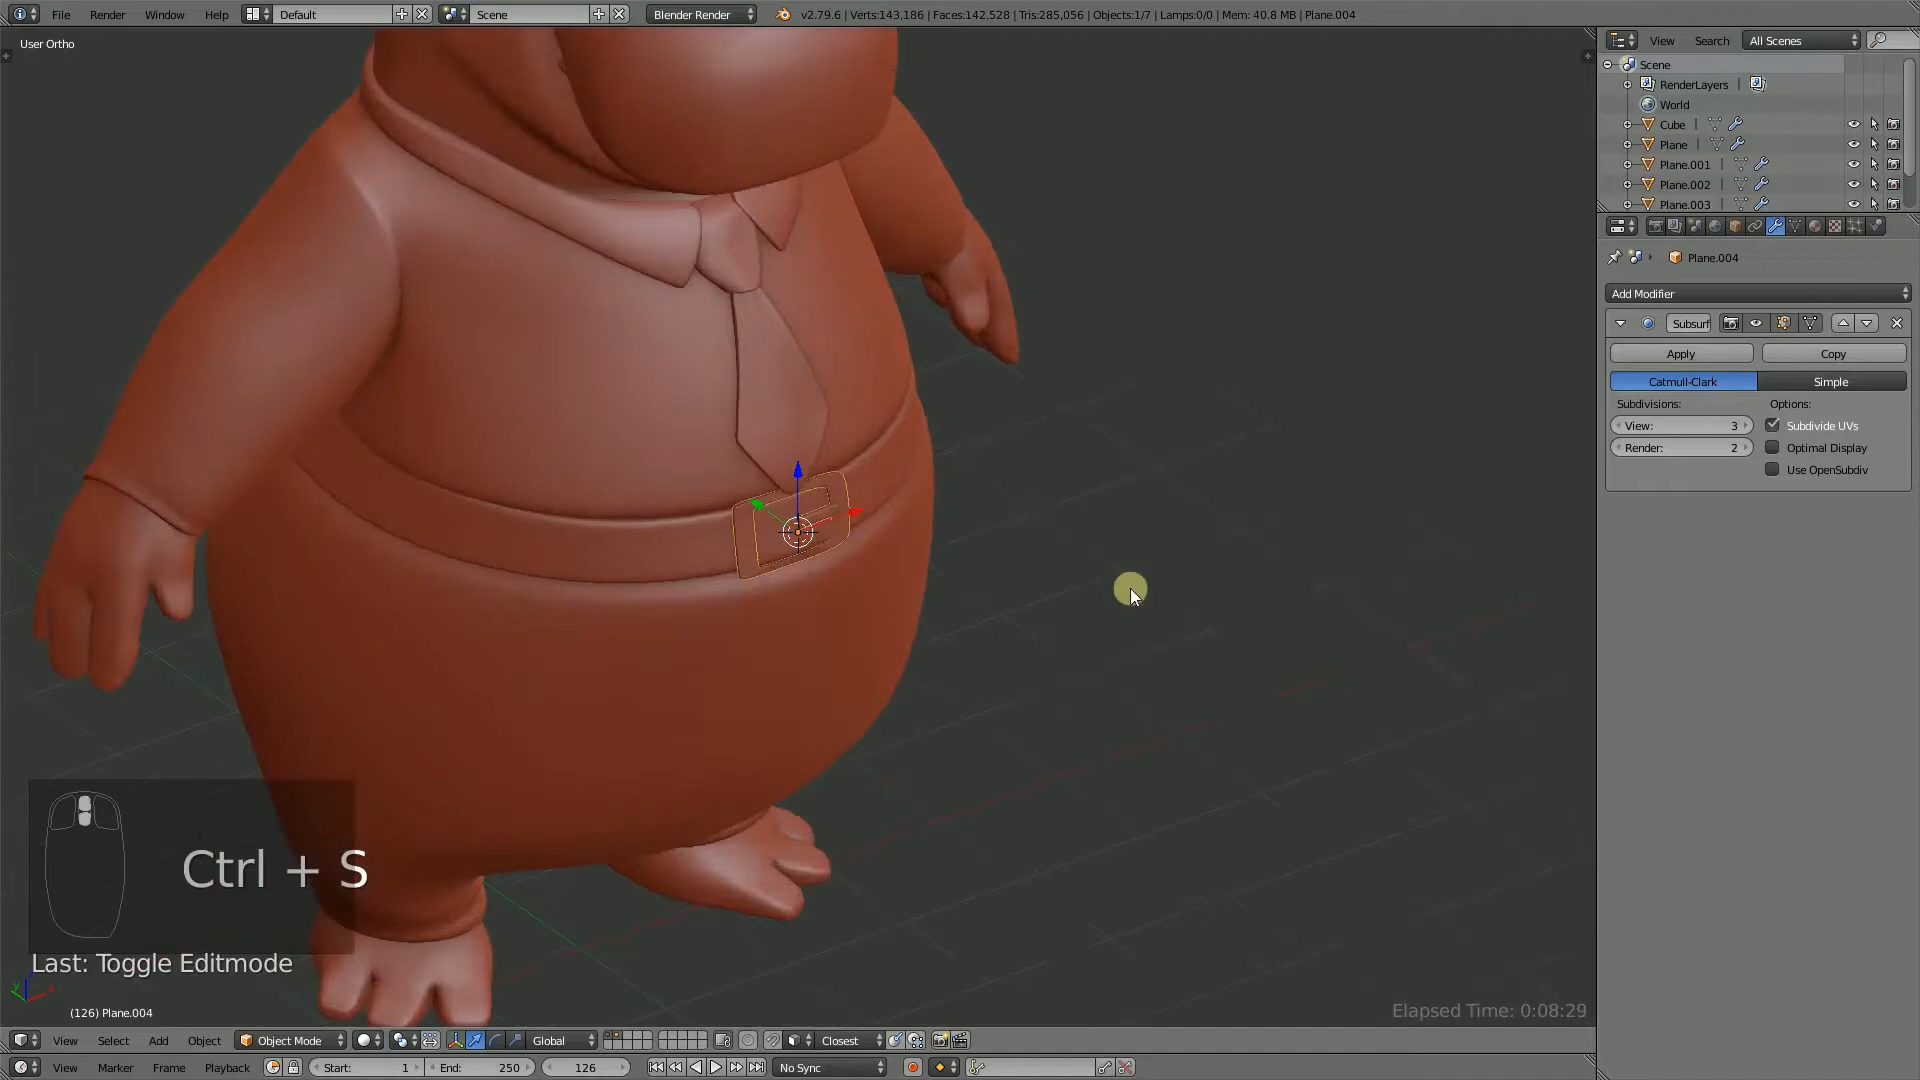 File Render Window Help Default Scene Blender Render v2.79.6 | Verts:143,186 | Faces:142,528 | Tris:285,056 | Objects:1/7 | Lamps:0/0 | Mem: 40.8 MB | Plane.004
User Ortho
View Search All Scenes
Scene
RenderLayers
World
Cube
Plane
Plane.001
Plane.002
Plane.003
Plane.004
Add Modifier
Subsurf
Apply Copy
Catmull-Clark Simple
Subdivisions: Options:
View: 3 Subdivide UVs
Render: 2 Optimal Display
Use OpenSubdiv
Ctrl + S
Last: Toggle Editmode
(126) Plane.004
Elapsed Time: 0:08:29
View Select Add Object Object Mode Global Closest
View Marker Frame Playback Start: 1 End: 250 126 No Sync